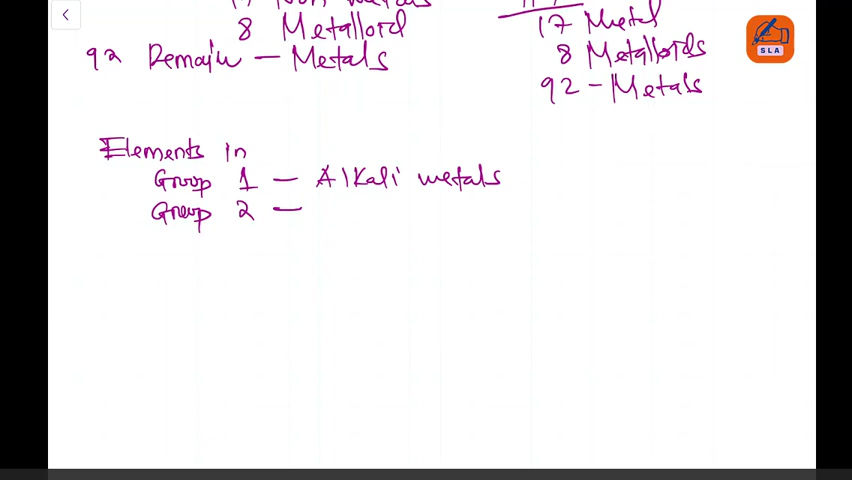 8 Metalloid
92 Remain — Metals
17 Metal
8 Metalloids
92 - Metals
SLA
Elements in
Group 1 — Alkali metals
Group 2 —